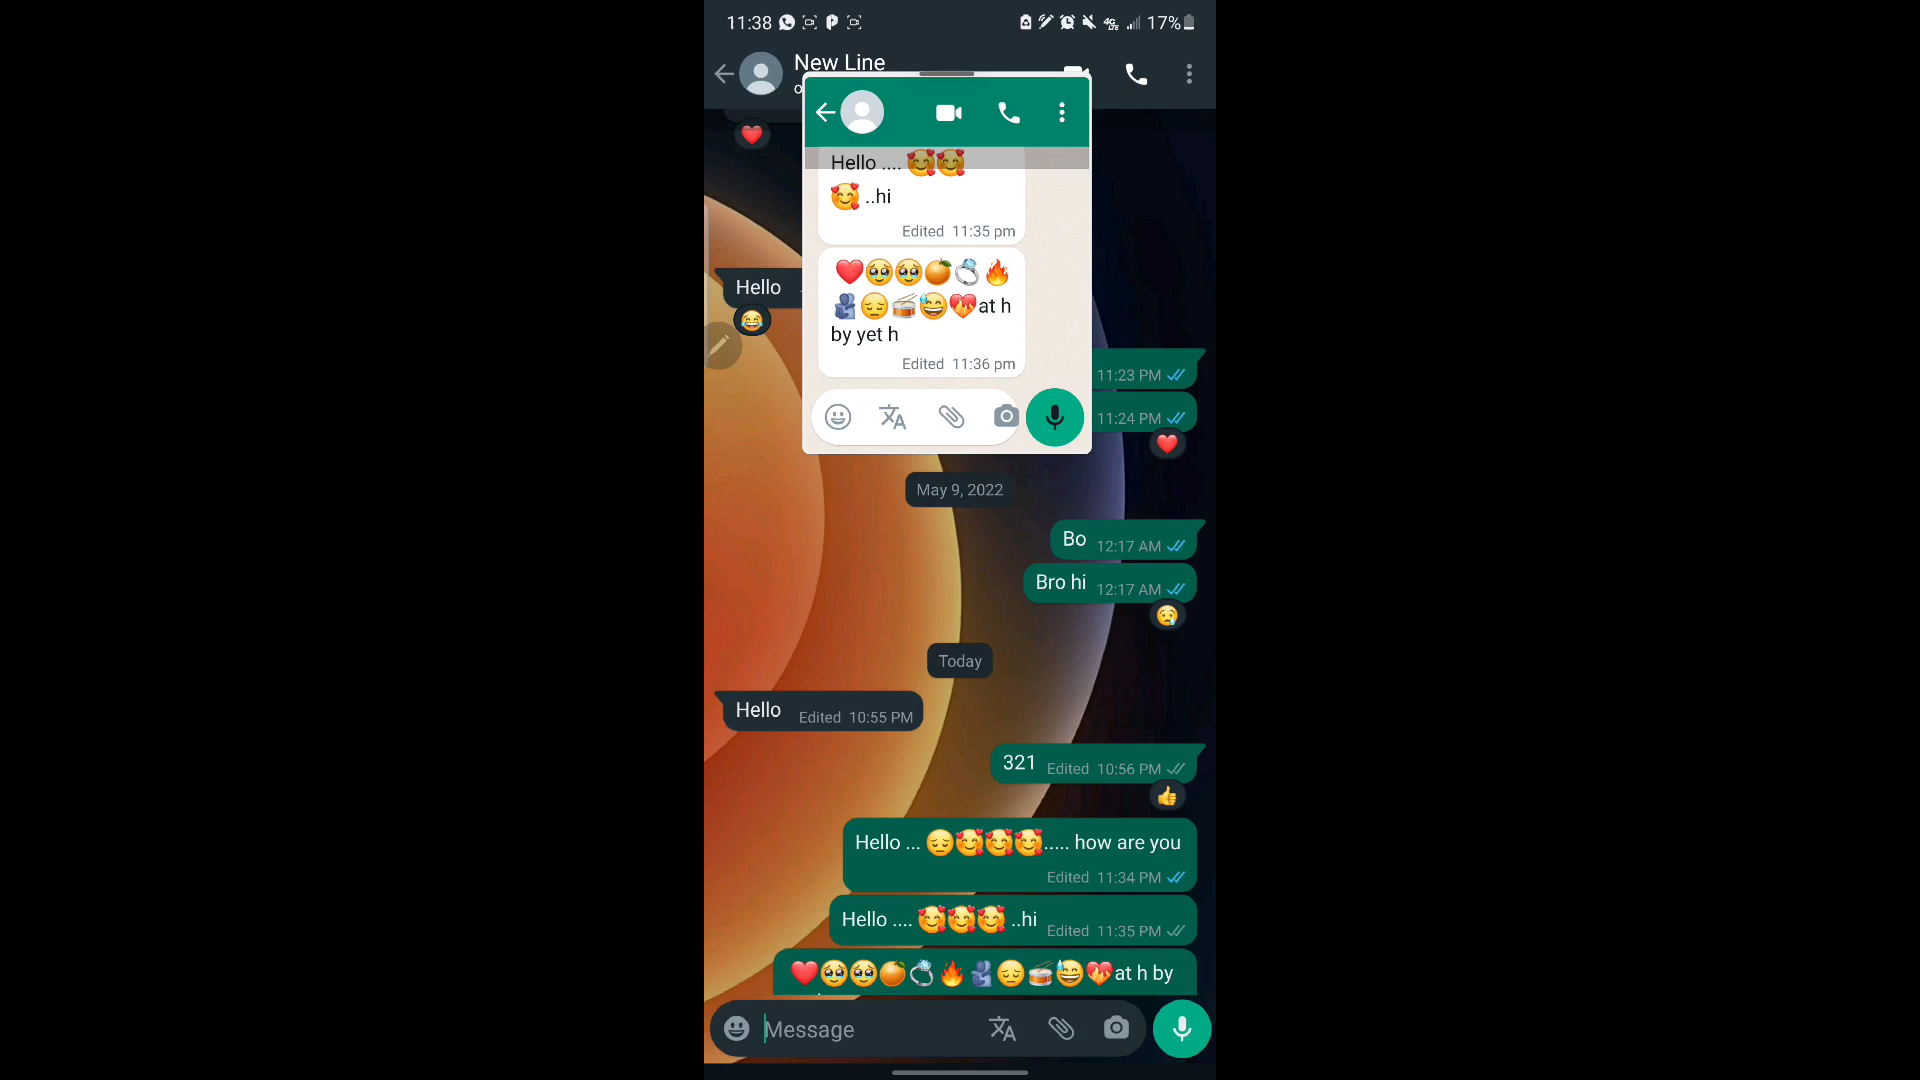 11:38
17%
New Line
Hello .... 🥰🥰
🥰 ..hi
Edited 11:35 pm
❤️🥹🥹🍊💍🔥
🫂😔🥁😅💝at h
by yet h
Edited 11:36 pm
Hello
11:23 PM
11:24 PM
May 9, 2022
Bo 12:17 AM
Bro hi 12:17 AM
Today
Hello Edited 10:55 PM
321 Edited 10:56 PM
Hello ... 😔🥰🥰🥰..... how are you
Edited 11:34 PM
Hello .... 🥰🥰🥰 ..hi Edited 11:35 PM
❤️🥹🥹🍊💍🔥🫂😔🥁😅💝at h by
Message